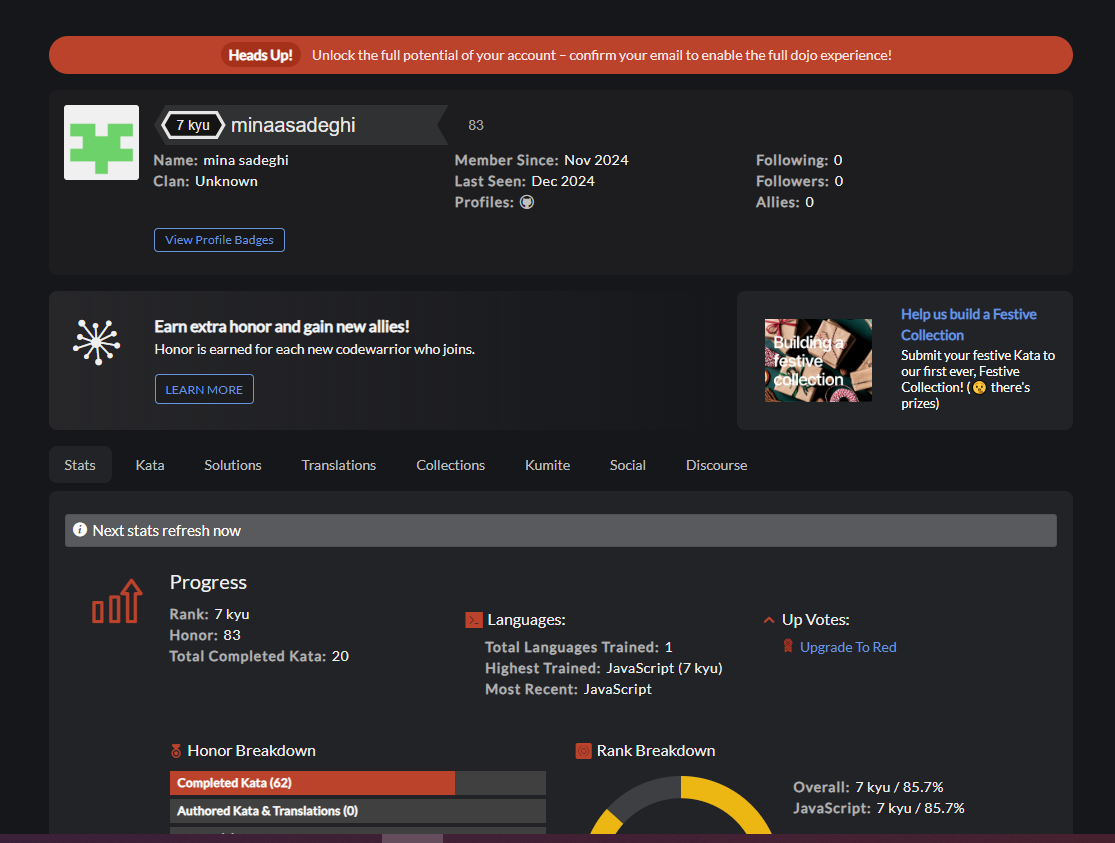 Heads Up! Unlock the full potential of your account – confirm your email to enable the full dojo experience!
7 kyu minaasadeghi 83
Name: mina sadeghi
Clan: Unknown
Member Since: Nov 2024
Last Seen: Dec 2024
Profiles:
Following: 0
Followers: 0
Allies: 0
View Profile Badges
Earn extra honor and gain new allies!
Honor is earned for each new codewarrior who joins.
LEARN MORE
Building a
festive
collection
Help us build a Festive
Collection
Submit your festive Kata to
our first ever, Festive
Collection! (😯 there's
prizes)
Stats Kata Solutions Translations Collections Kumite Social Discourse
Next stats refresh now
Progress
Rank: 7 kyu
Honor: 83
Total Completed Kata: 20
Languages:
Total Languages Trained: 1
Highest Trained: JavaScript (7 kyu)
Most Recent: JavaScript
Up Votes:
Upgrade To Red
Honor Breakdown
Completed Kata (62)
Authored Kata & Translations (0)
Rank Breakdown
Overall: 7 kyu / 85.7%
JavaScript: 7 kyu / 85.7%